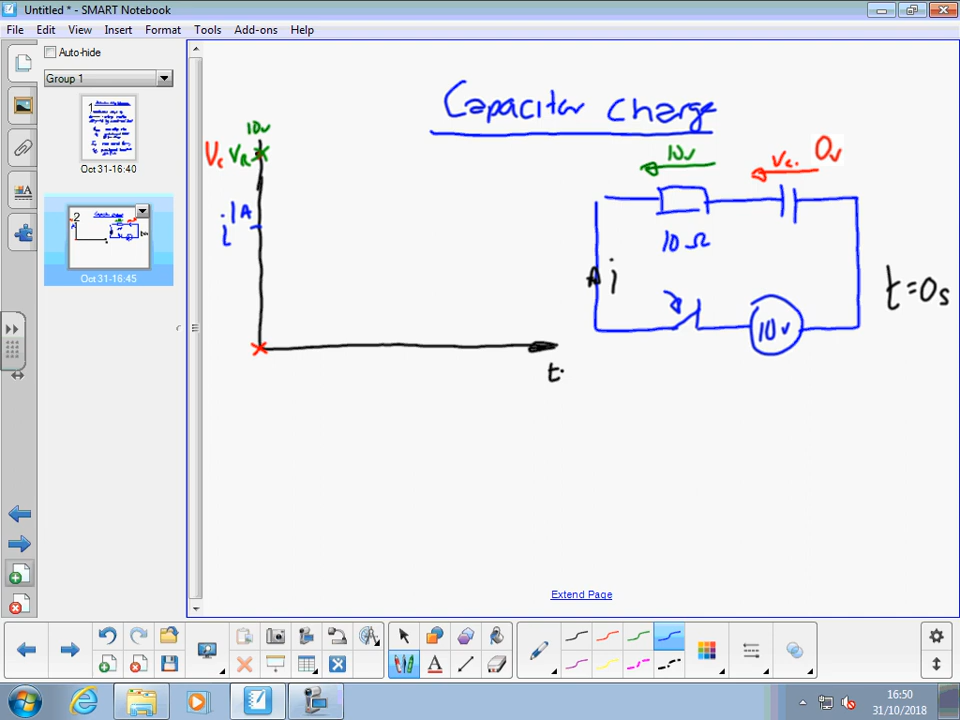 Untitled * - SMART Notebook
File Edit View Insert Format Tools Add-ons Help
Auto-hide
Group 1
1
Oct 31-16:40
2
Oct 31-16:45
Capacitor Charge
10v
Vc VR
.1A
i
t.
10v
Vc.
0v
10 Ω
i
10v
t=0s
Extend Page
A
16:50
31/10/2018